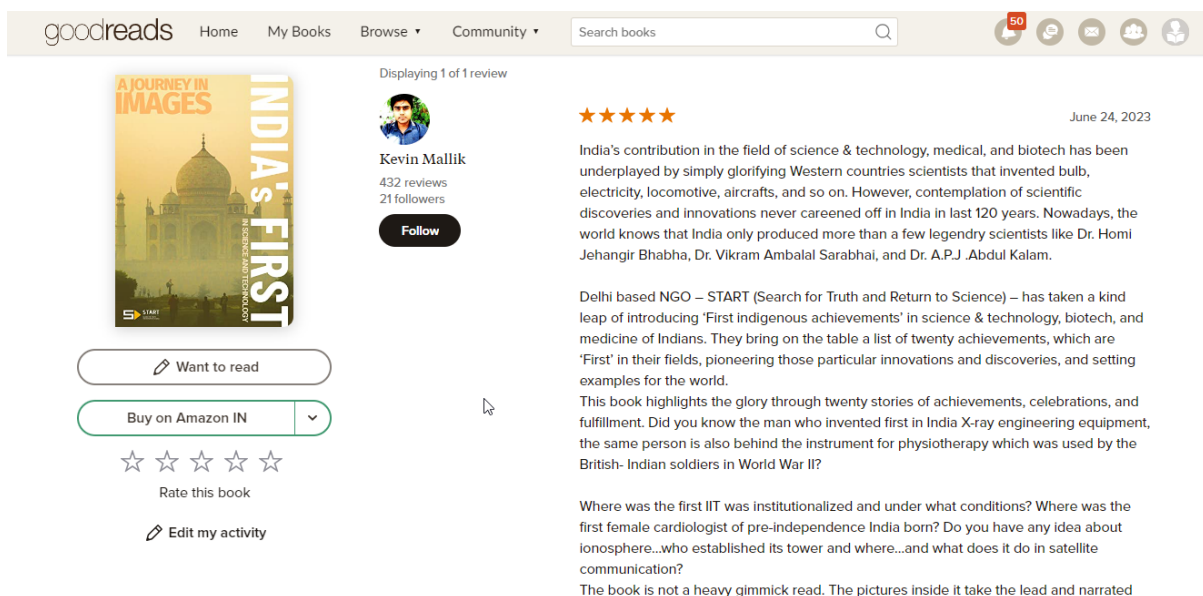 goodreads
Home
My Books
Browse
Community
Search books
50
A JOURNEY IN
IMAGES
INDIA's FIRST
IN SCIENCE AND TECHNOLOGY
START
Want to read
Buy on Amazon IN
Rate this book
Edit my activity
Displaying 1 of 1 review
Kevin Mallik
432 reviews
21 followers
Follow
June 24, 2023
India’s contribution in the field of science & technology, medical, and biotech has been
underplayed by simply glorifying Western countries scientists that invented bulb,
electricity, locomotive, aircrafts, and so on. However, contemplation of scientific
discoveries and innovations never careened off in India in last 120 years. Nowadays, the
world knows that India only produced more than a few legendry scientists like Dr. Homi
Jehangir Bhabha, Dr. Vikram Ambalal Sarabhai, and Dr. A.P.J .Abdul Kalam.
Delhi based NGO – START (Search for Truth and Return to Science) – has taken a kind
leap of introducing ‘First indigenous achievements’ in science & technology, biotech, and
medicine of Indians. They bring on the table a list of twenty achievements, which are
‘First’ in their fields, pioneering those particular innovations and discoveries, and setting
examples for the world.
This book highlights the glory through twenty stories of achievements, celebrations, and
fulfillment. Did you know the man who invented first in India X-ray engineering equipment,
the same person is also behind the instrument for physiotherapy which was used by the
British- Indian soldiers in World War II?
Where was the first IIT was institutionalized and under what conditions? Where was the
first female cardiologist of pre-independence India born? Do you have any idea about
ionosphere...who established its tower and where...and what does it do in satellite
communication?
The book is not a heavy gimmick read. The pictures inside it take the lead and narrated